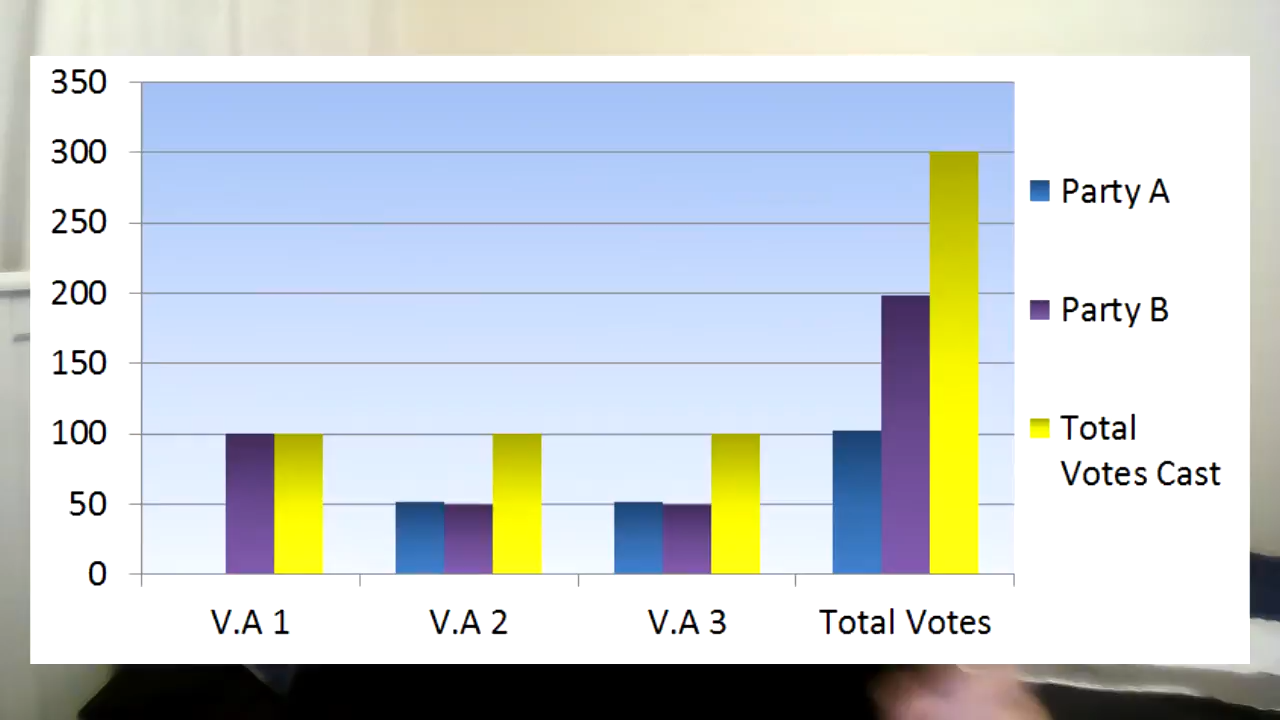 350
300
250
200
150
100
50
0
V.A 1
V.A 2
V.A 3
Total Votes
Party A
Party B
Total
Votes Cast